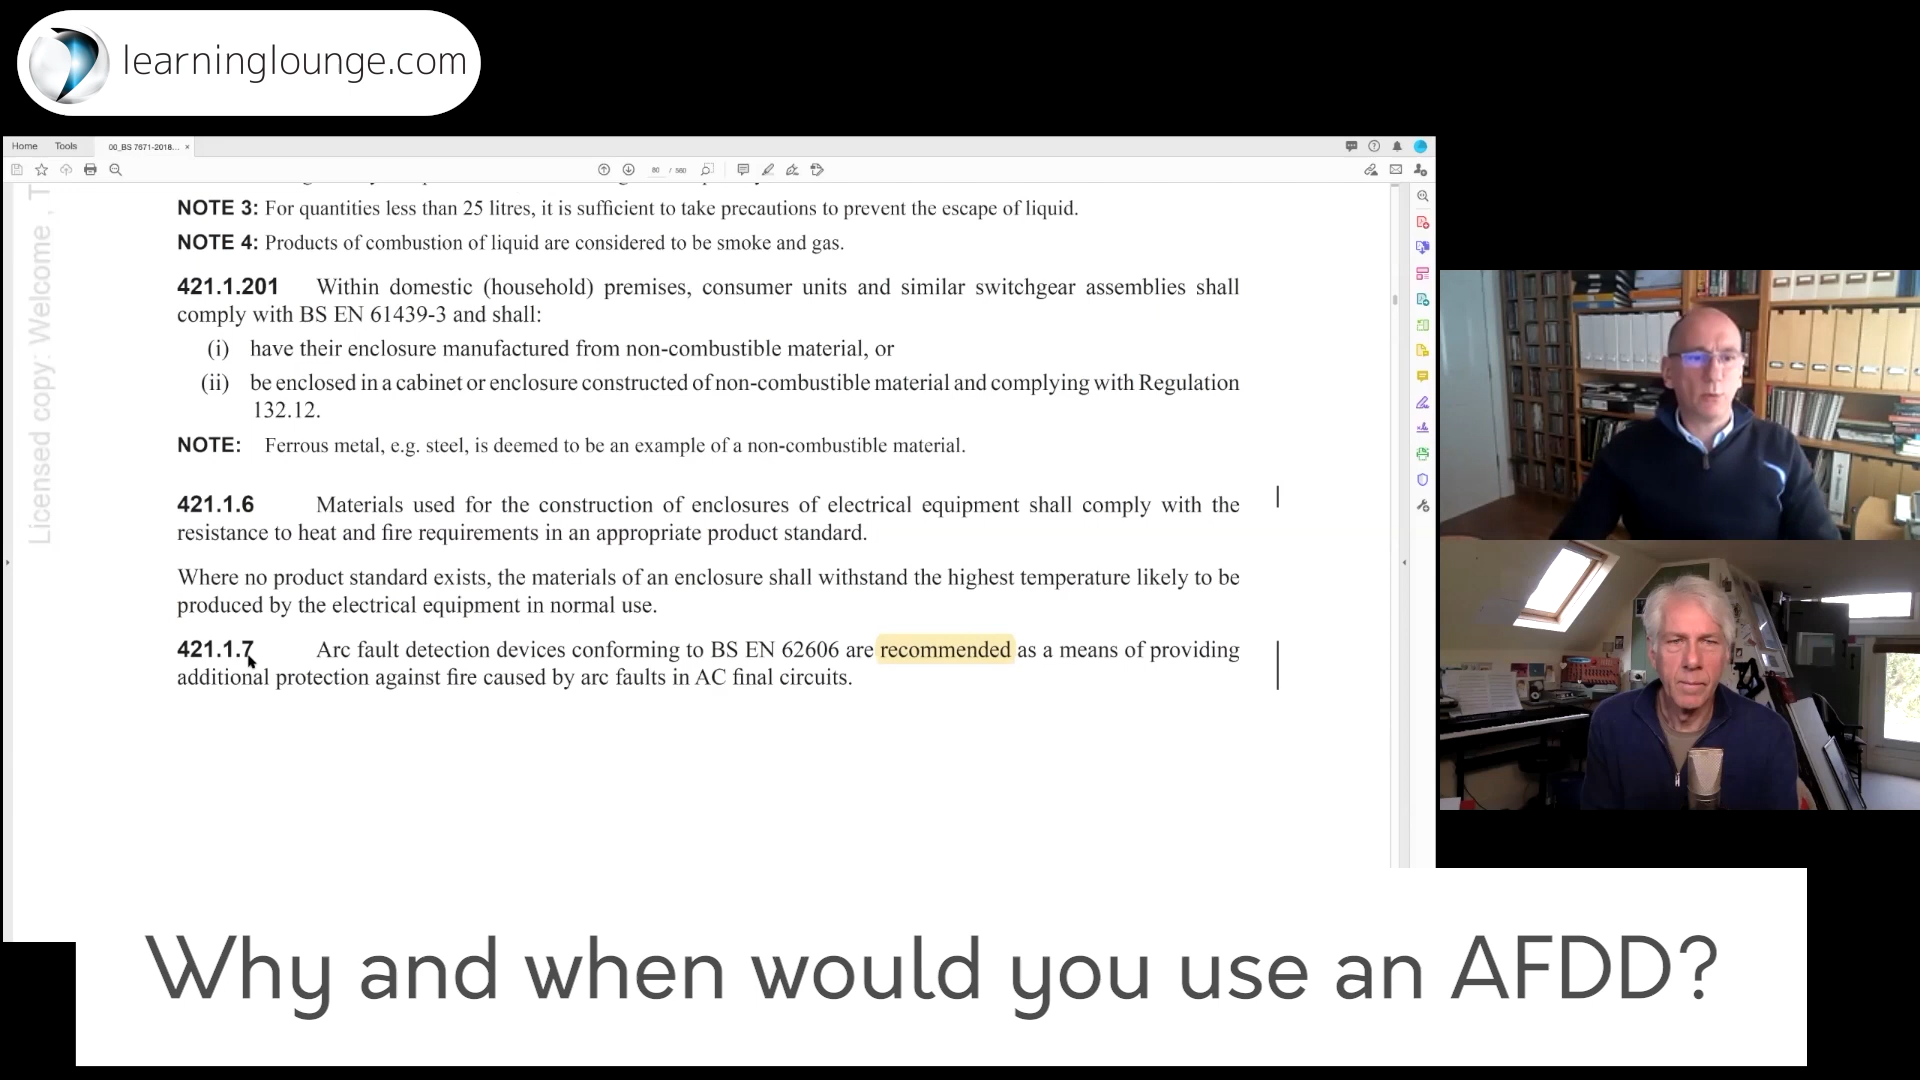 learninglounge.com
Home Tools 00_BS 7671-2018... ×
80 / 560
NOTE 3: For quantities less than 25 litres, it is sufficient to take precautions to prevent the escape of liquid.
NOTE 4: Products of combustion of liquid are considered to be smoke and gas.
421.1.201 Within domestic (household) premises, consumer units and similar switchgear assemblies shall
comply with BS EN 61439-3 and shall:
(i) have their enclosure manufactured from non-combustible material, or
(ii) be enclosed in a cabinet or enclosure constructed of non-combustible material and complying with Regulation
132.12.
NOTE: Ferrous metal, e.g. steel, is deemed to be an example of a non-combustible material.
421.1.6 Materials used for the construction of enclosures of electrical equipment shall comply with the
resistance to heat and fire requirements in an appropriate product standard.
Where no product standard exists, the materials of an enclosure shall withstand the highest temperature likely to be
produced by the electrical equipment in normal use.
421.1.7 Arc fault detection devices conforming to BS EN 62606 are recommended as a means of providing
additional protection against fire caused by arc faults in AC final circuits.
Licensed copy: Welcome , T
Why and when would you use an AFDD?